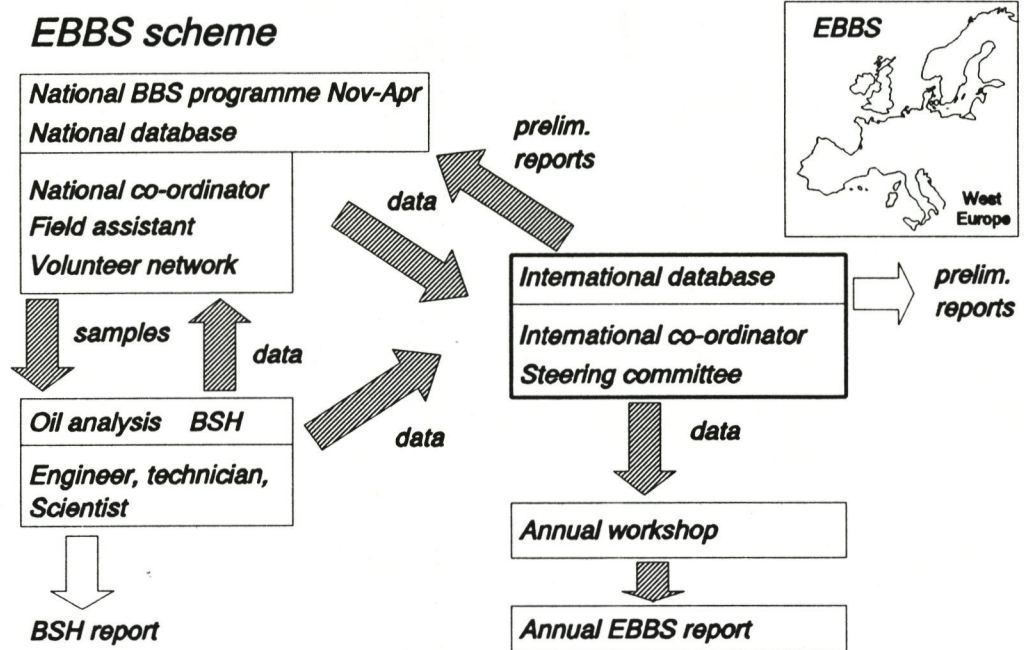 EBBS scheme
National BBS programme Nov-Apr
National database
National co-ordinator
Field assistant
Volunteer network
samples
data
Oil analysis BSH
Engineer, technician,
Scientist
BSH report
data
data
prelim.
reports
International database
International co-ordinator
Steering committee
prelim.
reports
data
Annual workshop
Annual EBBS report
EBBS
West
Europe